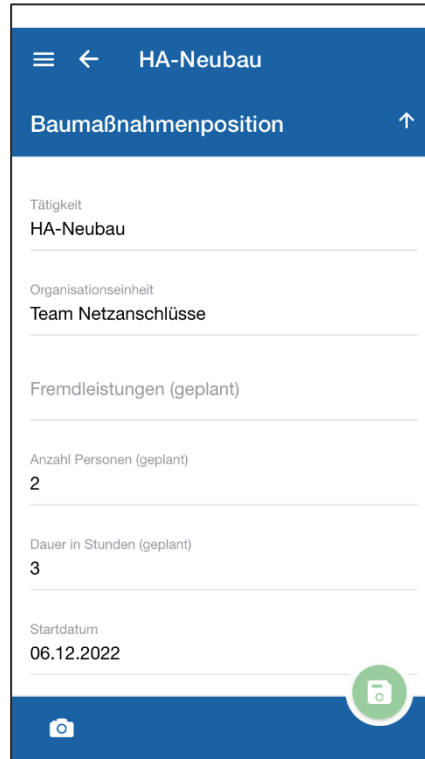 HA-Neubau
Baumaßnahmenposition
Tätigkeit
HA-Neubau
Organisationseinheit
Team Netzanschlüsse
Fremdleistungen (geplant)
Anzahl Personen (geplant)
2
Dauer in Stunden (geplant)
3
Startdatum
06.12.2022